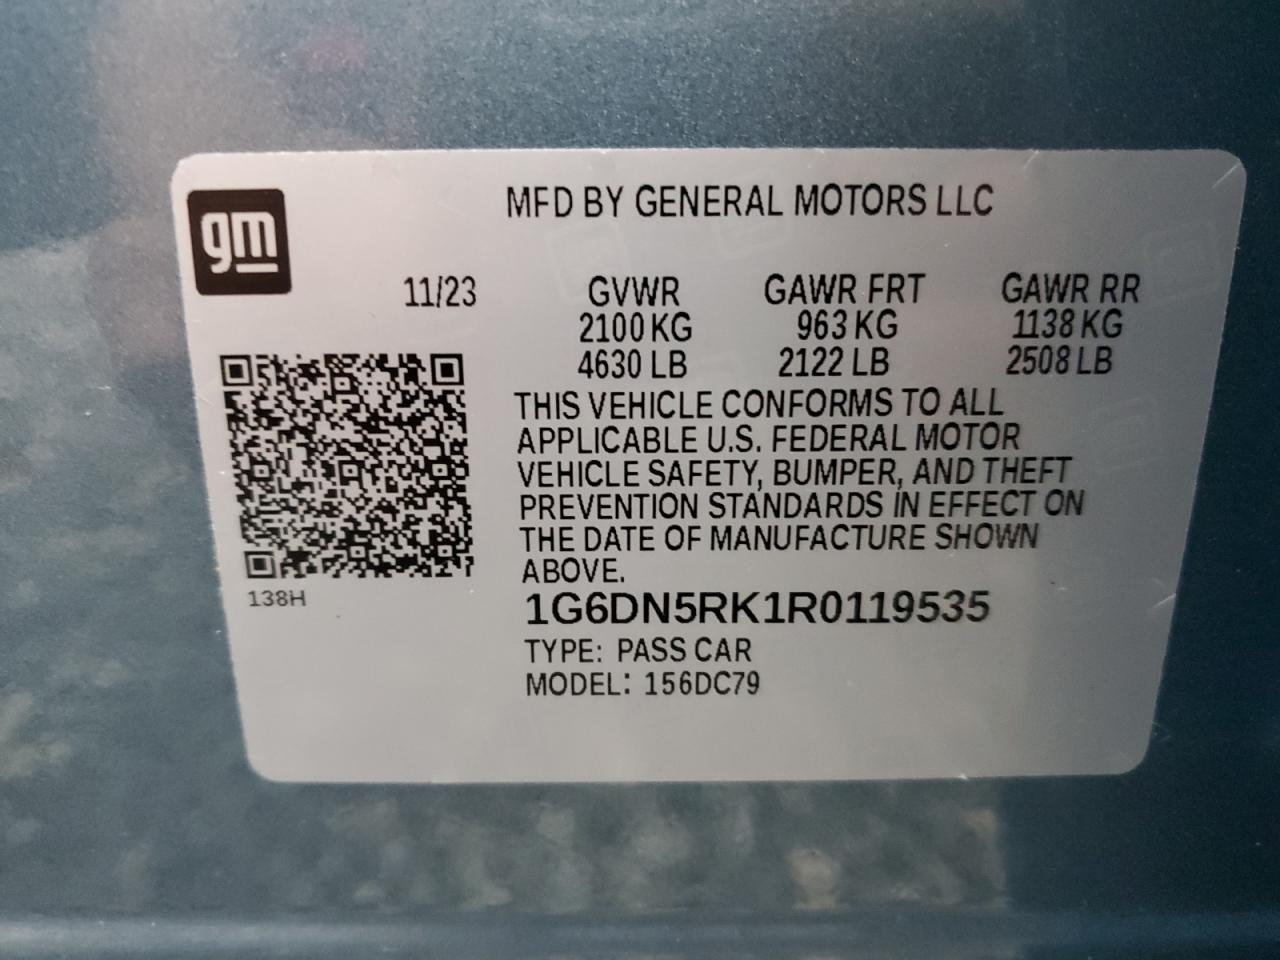 gm
MFD BY GENERAL MOTORS LLC
11/23 GVWR GAWR FRT GAWR RR
2100 KG 963 KG 1138 KG
4630 LB 2122 LB 2508 LB
THIS VEHICLE CONFORMS TO ALL
APPLICABLE U.S. FEDERAL MOTOR
VEHICLE SAFETY, BUMPER, AND THEFT
PREVENTION STANDARDS IN EFFECT ON
THE DATE OF MANUFACTURE SHOWN
ABOVE.
138H
1G6DN5RK1R0119535
TYPE: PASS CAR
MODEL: 156DC79